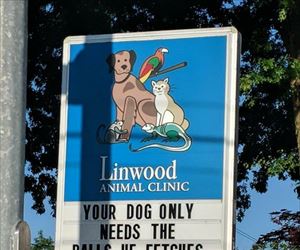 Linwood
ANIMAL CLINIC
YOUR DOG ONLY
NEEDS THE
BALLS HE FETCHES